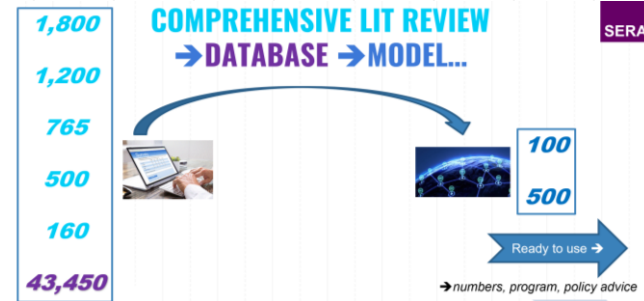 1,800
1,200
765
500
160
43,450
COMPREHENSIVE LIT REVIEW
➔DATABASE ➔MODEL...
SERA
100
500
Ready to use ➔
➔numbers, program, policy advice